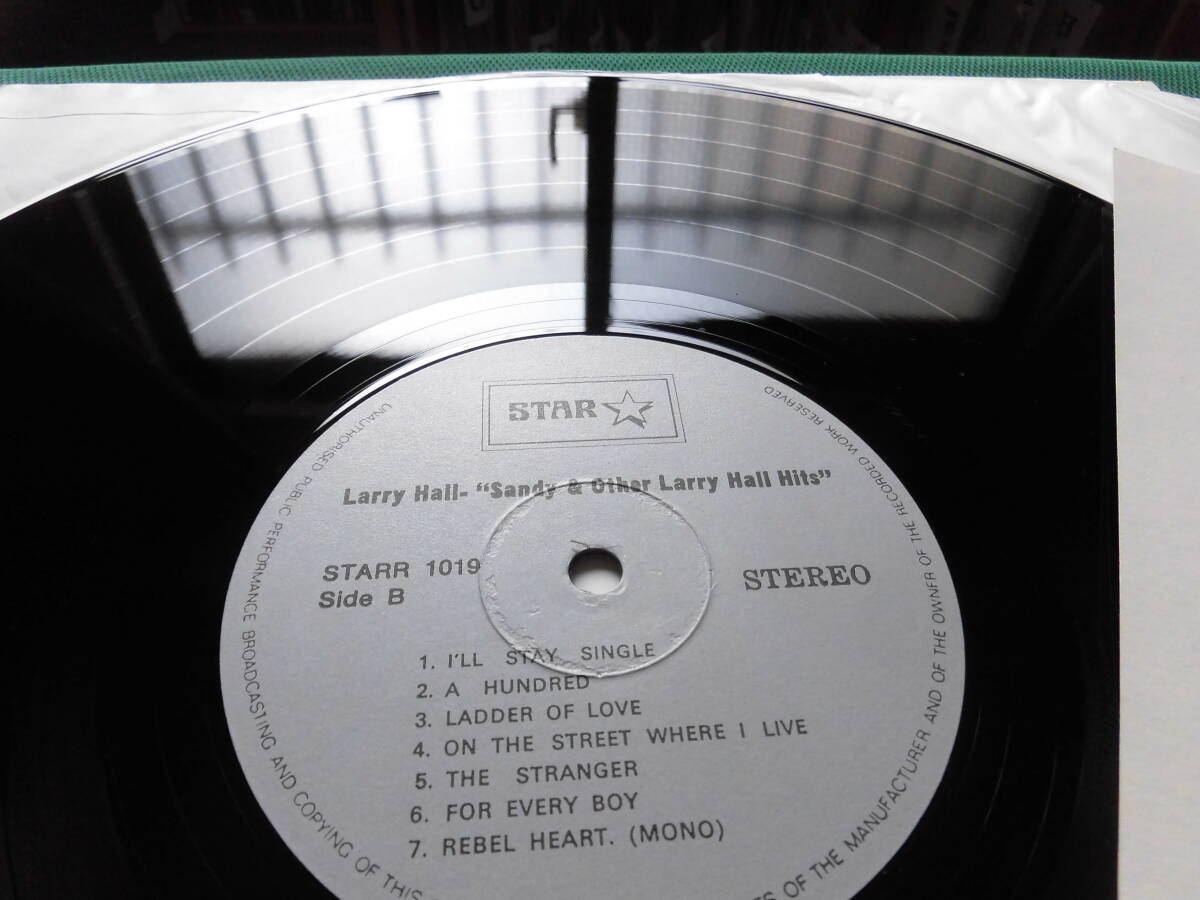 STAR
Larry Hall- “Sandy & Other Larry Hall Hits”
STARR 1019
Side B
STEREO
1. I'LL STAY SINGLE
2. A HUNDRED
3. LADDER OF LOVE
4. ON THE STREET WHERE I LIVE
5. THE STRANGER
6. FOR EVERY BOY
7. REBEL HEART. (MONO)
UNAUTHORISED PUBLIC PERFORMANCE BROADCASTING AND COPYING OF THIS
OF THE MANUFACTURER AND OF THE OWNER OF THE RECORDED WORK RESERVED